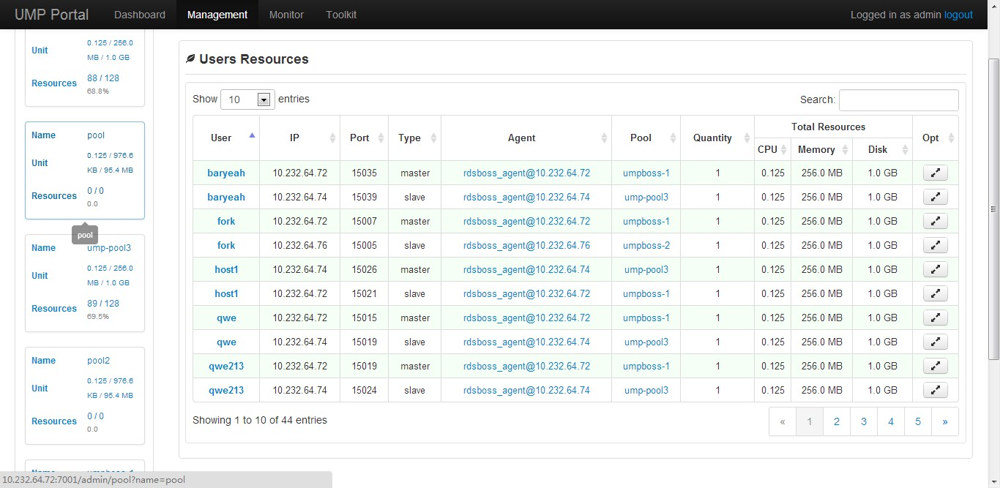 UMP Portal Dashboard Management Monitor Toolkit Logged in as admin logout
Unit 0.125 / 256.0
MB / 1.0 GB
Resources 88 / 128
68.8%
Name pool
Unit 0.125 / 976.6
KB / 95.4 MB
Resources 0 / 0
0.0
pool
Name ump-pool3
Unit 0.125 / 256.0
MB / 1.0 GB
Resources 89 / 128
69.5%
Name pool2
Unit 0.125 / 976.6
KB / 95.4 MB
Resources 0 / 0
0.0
Name umpboss-1
Users Resources
Show 10 entries Search:
User IP Port Type Agent Pool Quantity Total Resources Opt
CPU Memory Disk
baryeah 10.232.64.72 15035 master rdsboss_agent@10.232.64.72 umpboss-1 1 0.125 256.0 MB 1.0 GB
baryeah 10.232.64.74 15039 slave rdsboss_agent@10.232.64.74 ump-pool3 1 0.125 256.0 MB 1.0 GB
fork 10.232.64.72 15007 master rdsboss_agent@10.232.64.72 umpboss-1 1 0.125 256.0 MB 1.0 GB
fork 10.232.64.76 15005 slave rdsboss_agent@10.232.64.76 umpboss-2 1 0.125 256.0 MB 1.0 GB
host1 10.232.64.74 15026 master rdsboss_agent@10.232.64.74 ump-pool3 1 0.125 256.0 MB 1.0 GB
host1 10.232.64.72 15021 slave rdsboss_agent@10.232.64.72 umpboss-1 1 0.125 256.0 MB 1.0 GB
qwe 10.232.64.72 15015 master rdsboss_agent@10.232.64.72 umpboss-1 1 0.125 256.0 MB 1.0 GB
qwe 10.232.64.74 15019 slave rdsboss_agent@10.232.64.74 ump-pool3 1 0.125 256.0 MB 1.0 GB
qwe213 10.232.64.72 15019 master rdsboss_agent@10.232.64.72 umpboss-1 1 0.125 256.0 MB 1.0 GB
qwe213 10.232.64.74 15024 slave rdsboss_agent@10.232.64.74 ump-pool3 1 0.125 256.0 MB 1.0 GB
Showing 1 to 10 of 44 entries « 1 2 3 4 5 »
10.232.64.72:7001/admin/pool?name=pool